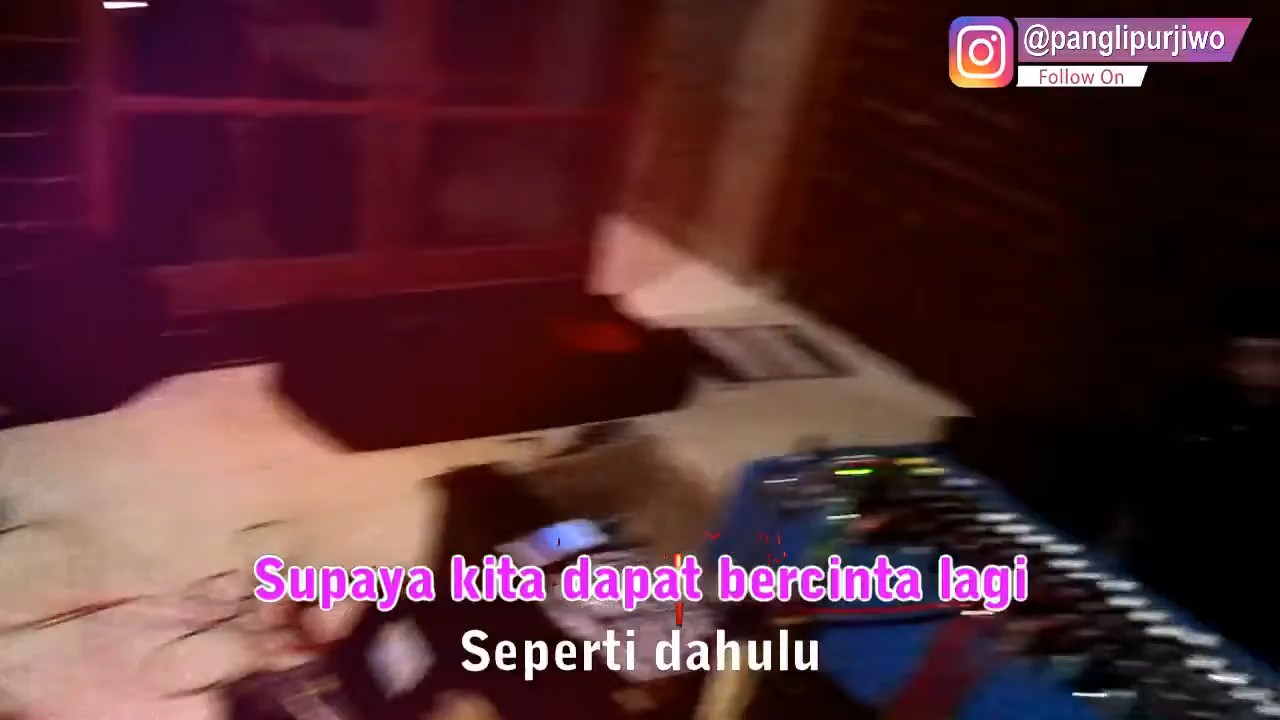 @panglipurjiwo
Follow On
Supaya kita dapat bercinta lagi
Seperti dahulu